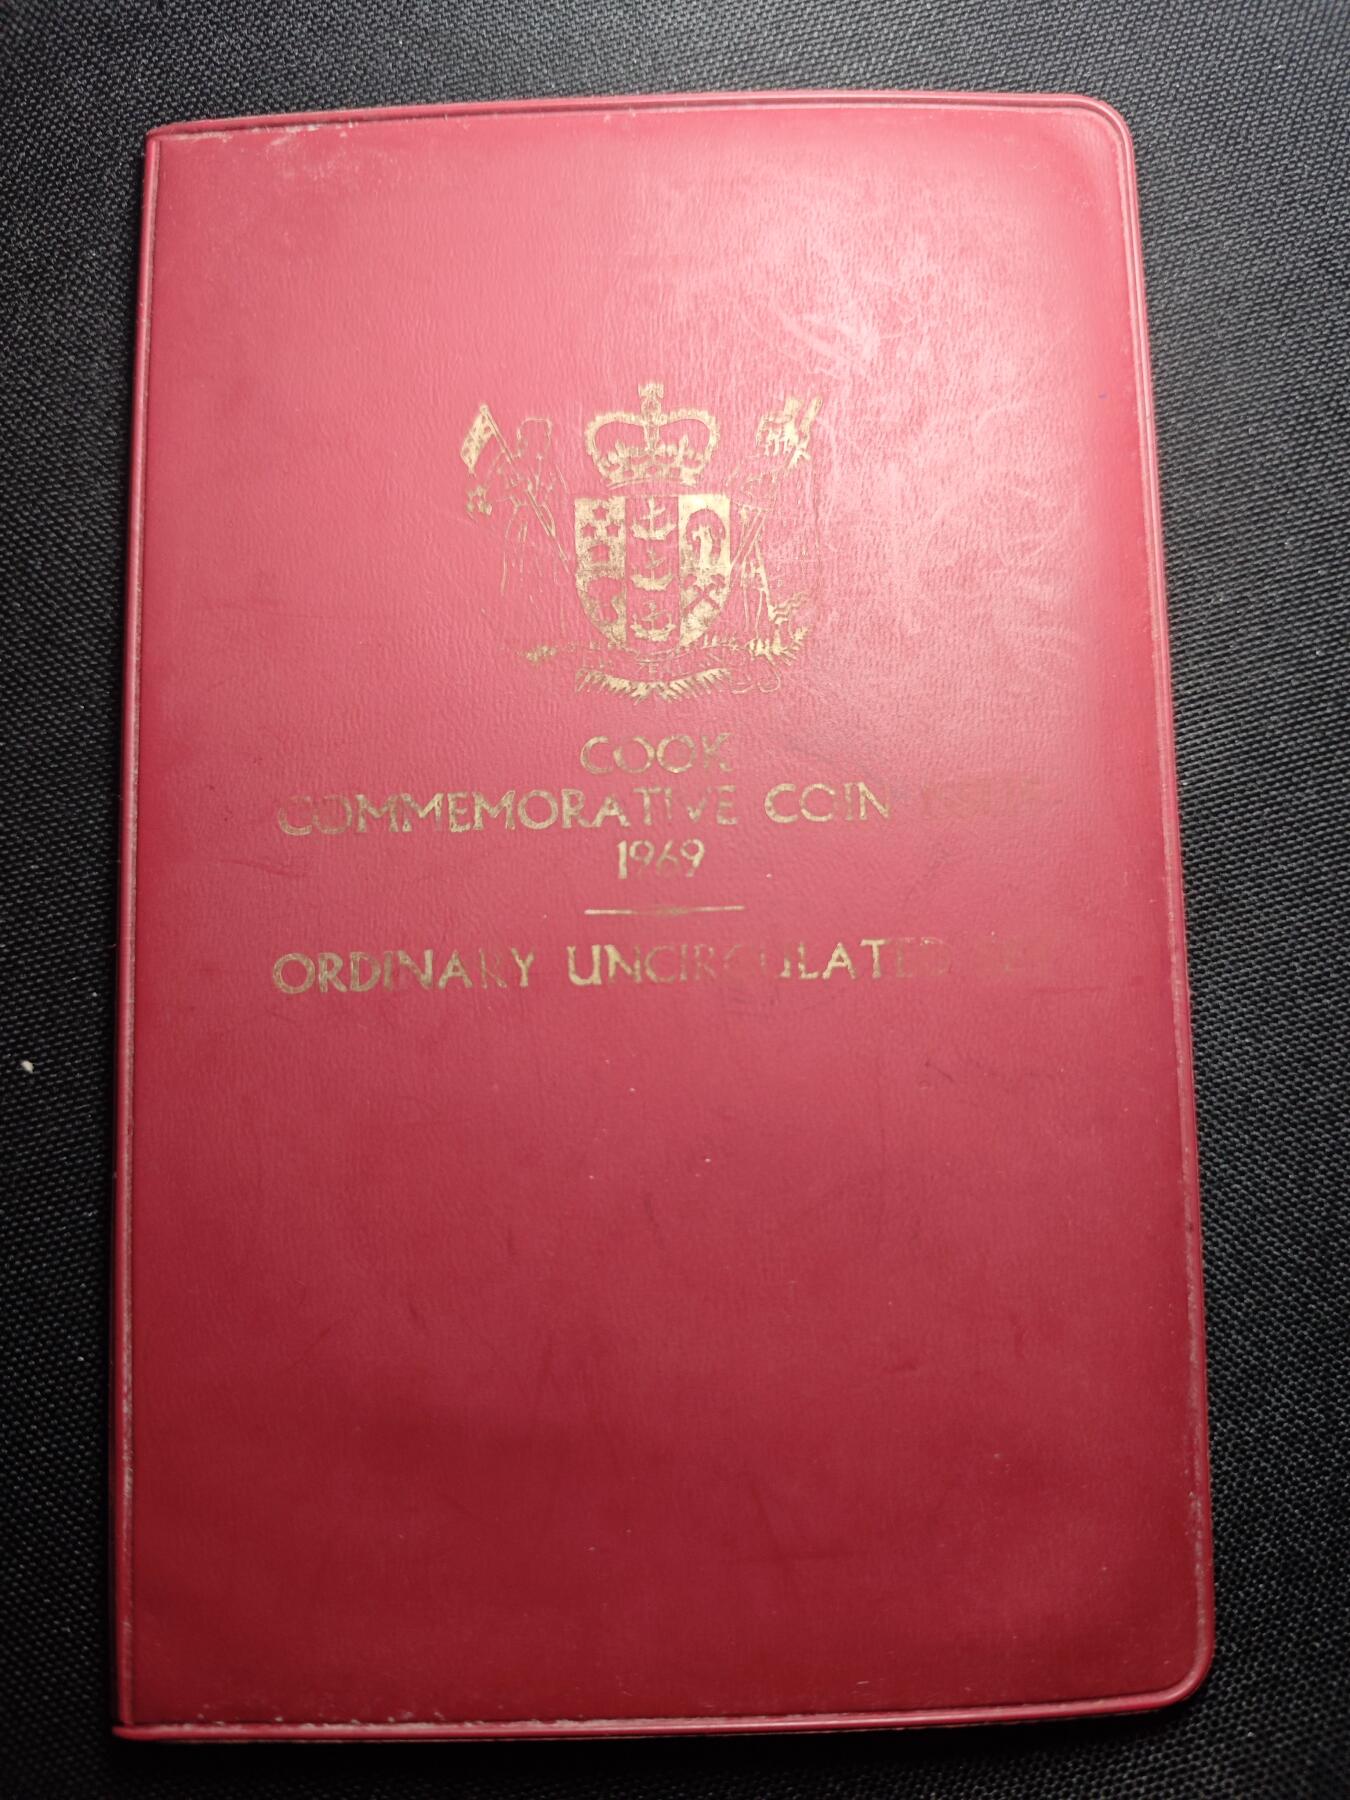 COOK
COMMEMORATIVE COIN
1969
ORDINARY UNCIRCULATED